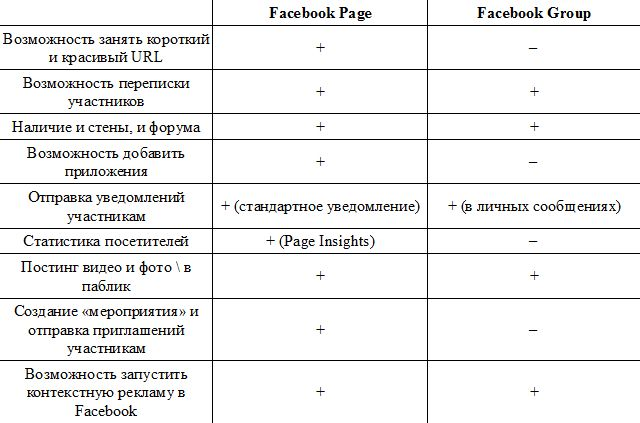 Facebook Page Facebook Group
Возможность занять короткий
и красивый URL + –
Возможность переписки
участников + +
Наличие и стены, и форума + +
Возможность добавить
приложения + –
Отправка уведомлений
участникам + (стандартное уведомление) + (в личных сообщениях)
Статистика посетителей + (Page Insights) –
Постинг видео и фото \ в
паблик + +
Создание «мероприятия» и
отправка приглашений
участникам + –
Возможность запустить
контекстную рекламу в
Facebook + +